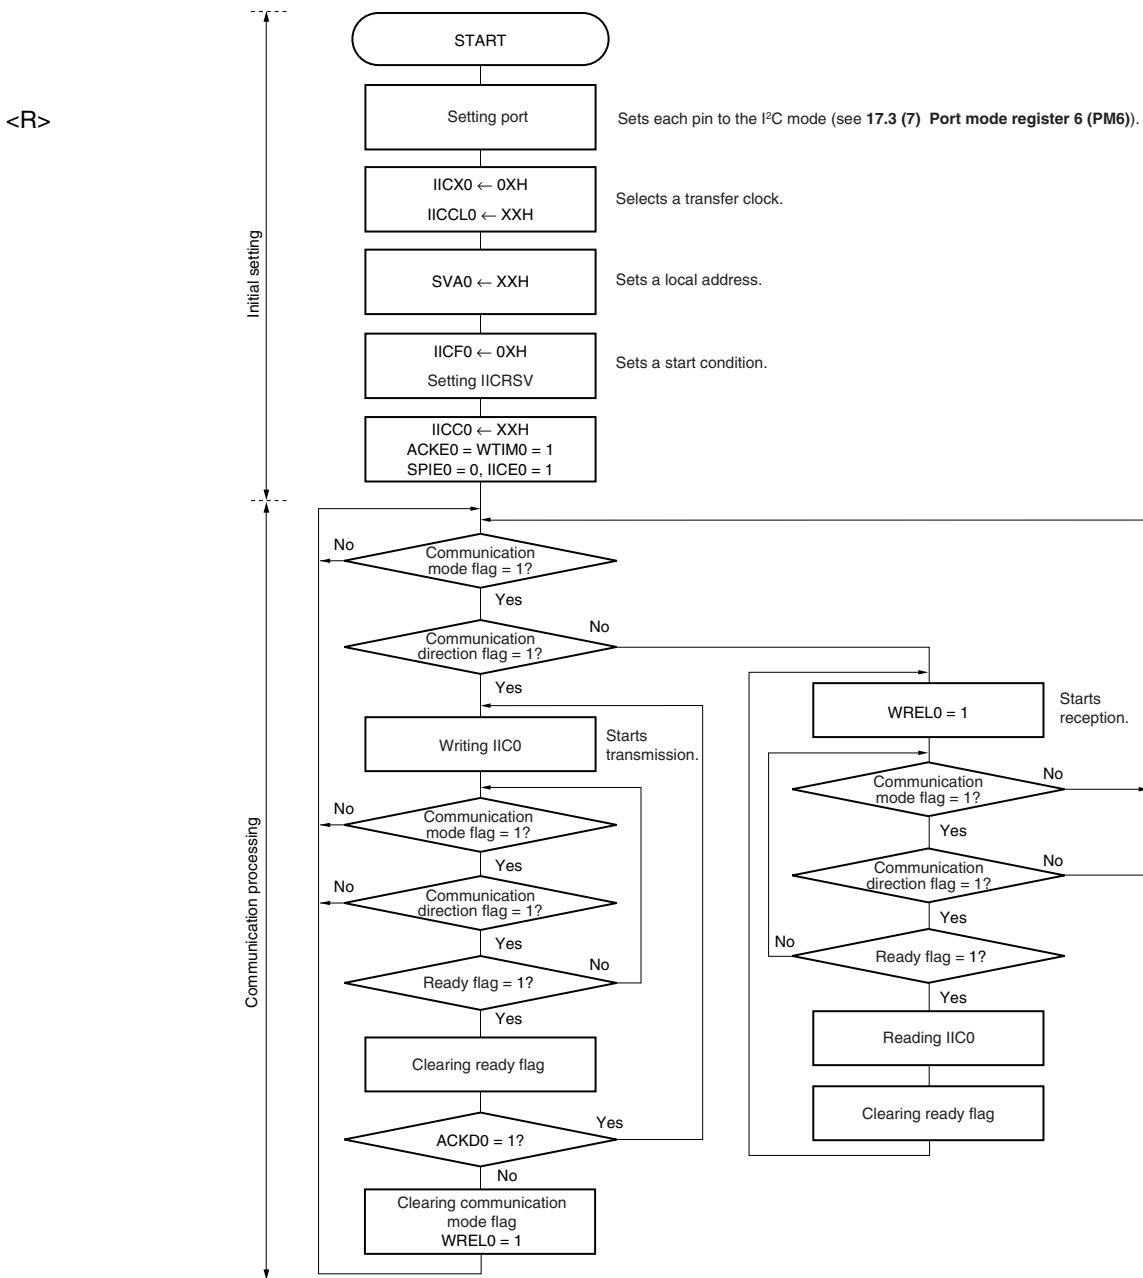 START
<R>
Setting port
Sets each pin to the I²C mode (see 17.3 (7) Port mode register 6 (PM6)).
IICX0 ← 0XH
IICCL0 ← XXH
Selects a transfer clock.
Initial setting
SVA0 ← XXH
Sets a local address.
IICF0 ← 0XH
Setting IICRSV
Sets a start condition.
IICC0 ← XXH
ACKE0 = WTIM0 = 1
SPIE0 = 0, IICE0 = 1
No
Communication
mode flag = 1?
Yes
Communication
direction flag = 1?
No
Yes
Writing IIC0
Starts
transmission.
WREL0 = 1
Starts
reception.
Communication processing
No
Communication
mode flag = 1?
Yes
No
Communication
direction flag = 1?
Yes
Ready flag = 1?
No
Yes
Clearing ready flag
ACKD0 = 1?
Yes
No
Clearing communication
mode flag
WREL0 = 1
Communication
mode flag = 1?
No
Yes
Communication
direction flag = 1?
No
Yes
No
Ready flag = 1?
Yes
Reading IIC0
Clearing ready flag